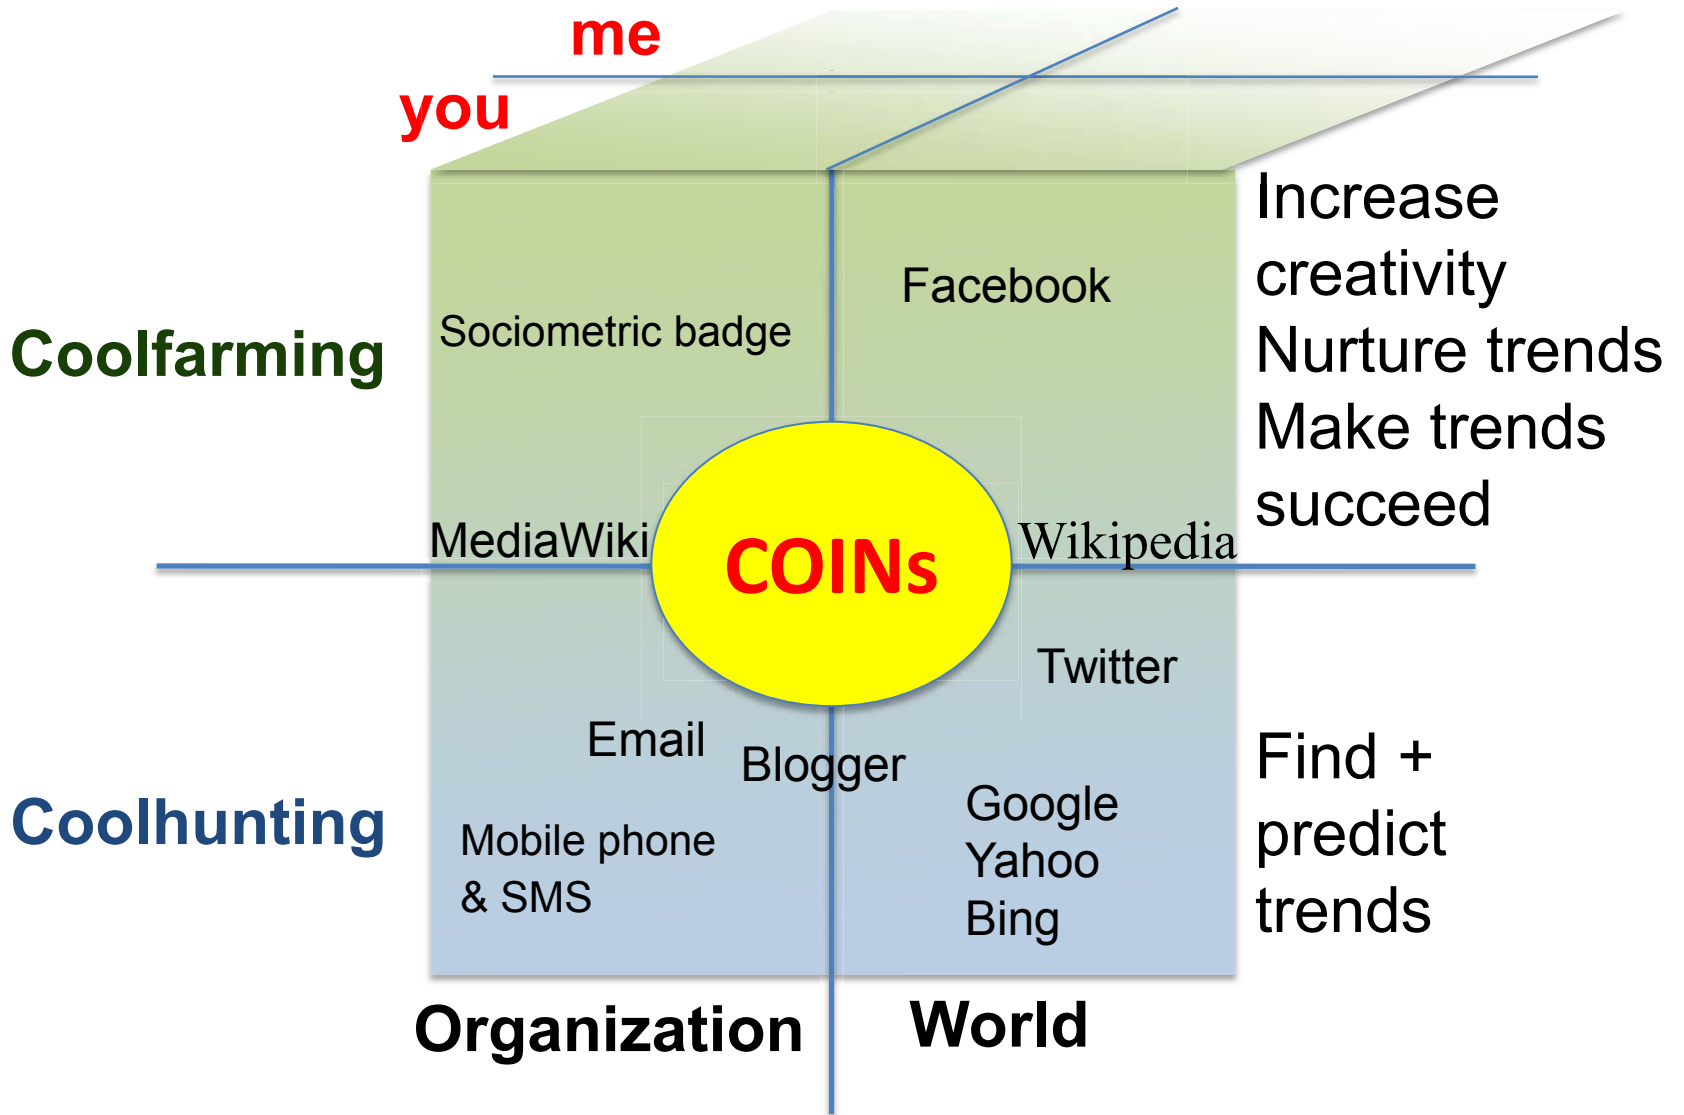 me
you
Increase
creativity
Nurture trends
Make trends
succeed
Facebook
Sociometric badge
Coolfarming
MediaWiki
COINs
Wikipedia
Twitter
Email
Blogger
Google
Yahoo
Bing
Mobile phone
& SMS
Coolhunting
Find +
predict
trends
Organization
World